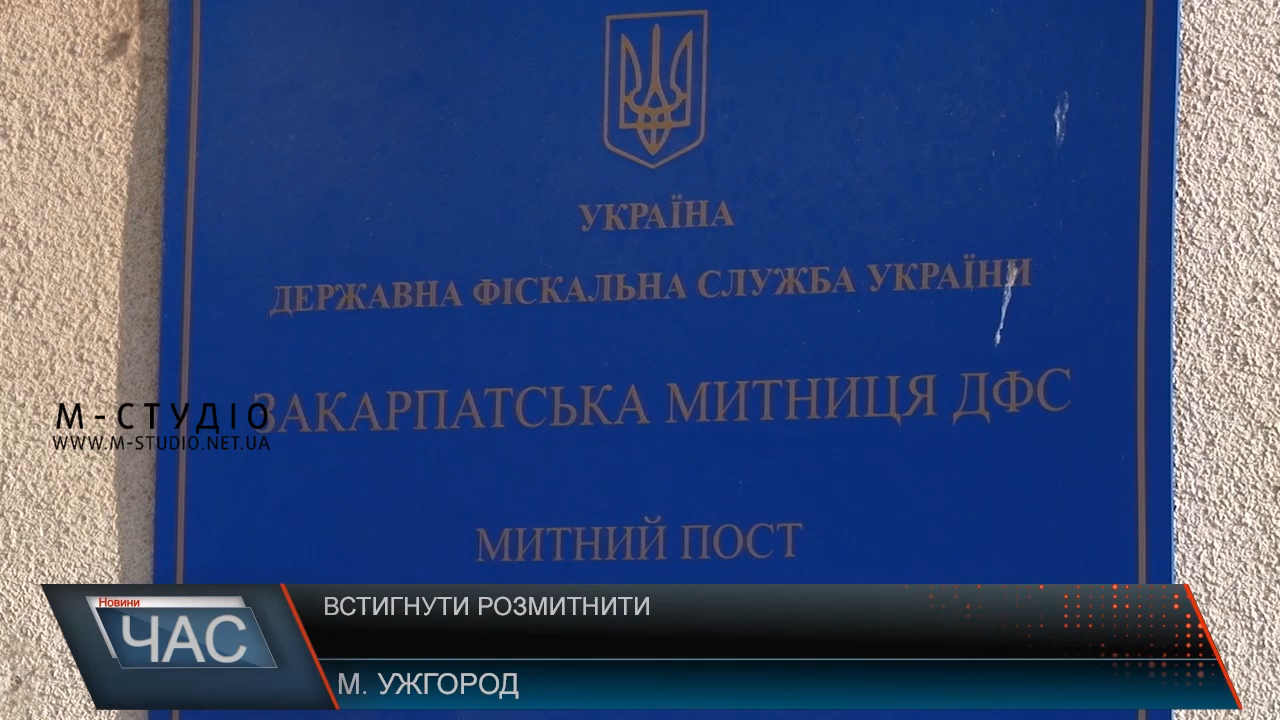 УКРАЇНА
ДЕРЖАВНА ФІСКАЛЬНА СЛУЖБА УКРАЇНИ
ЗАКАРПАТСЬКА МИТНИЦЯ ДФС
М-СТУДІО
WWW.M-STUDIO.NET.UA
МИТНИЙ ПОСТ
Новини
ЧАС
ВСТИГНУТИ РОЗМИТНИТИ
М. УЖГОРОД